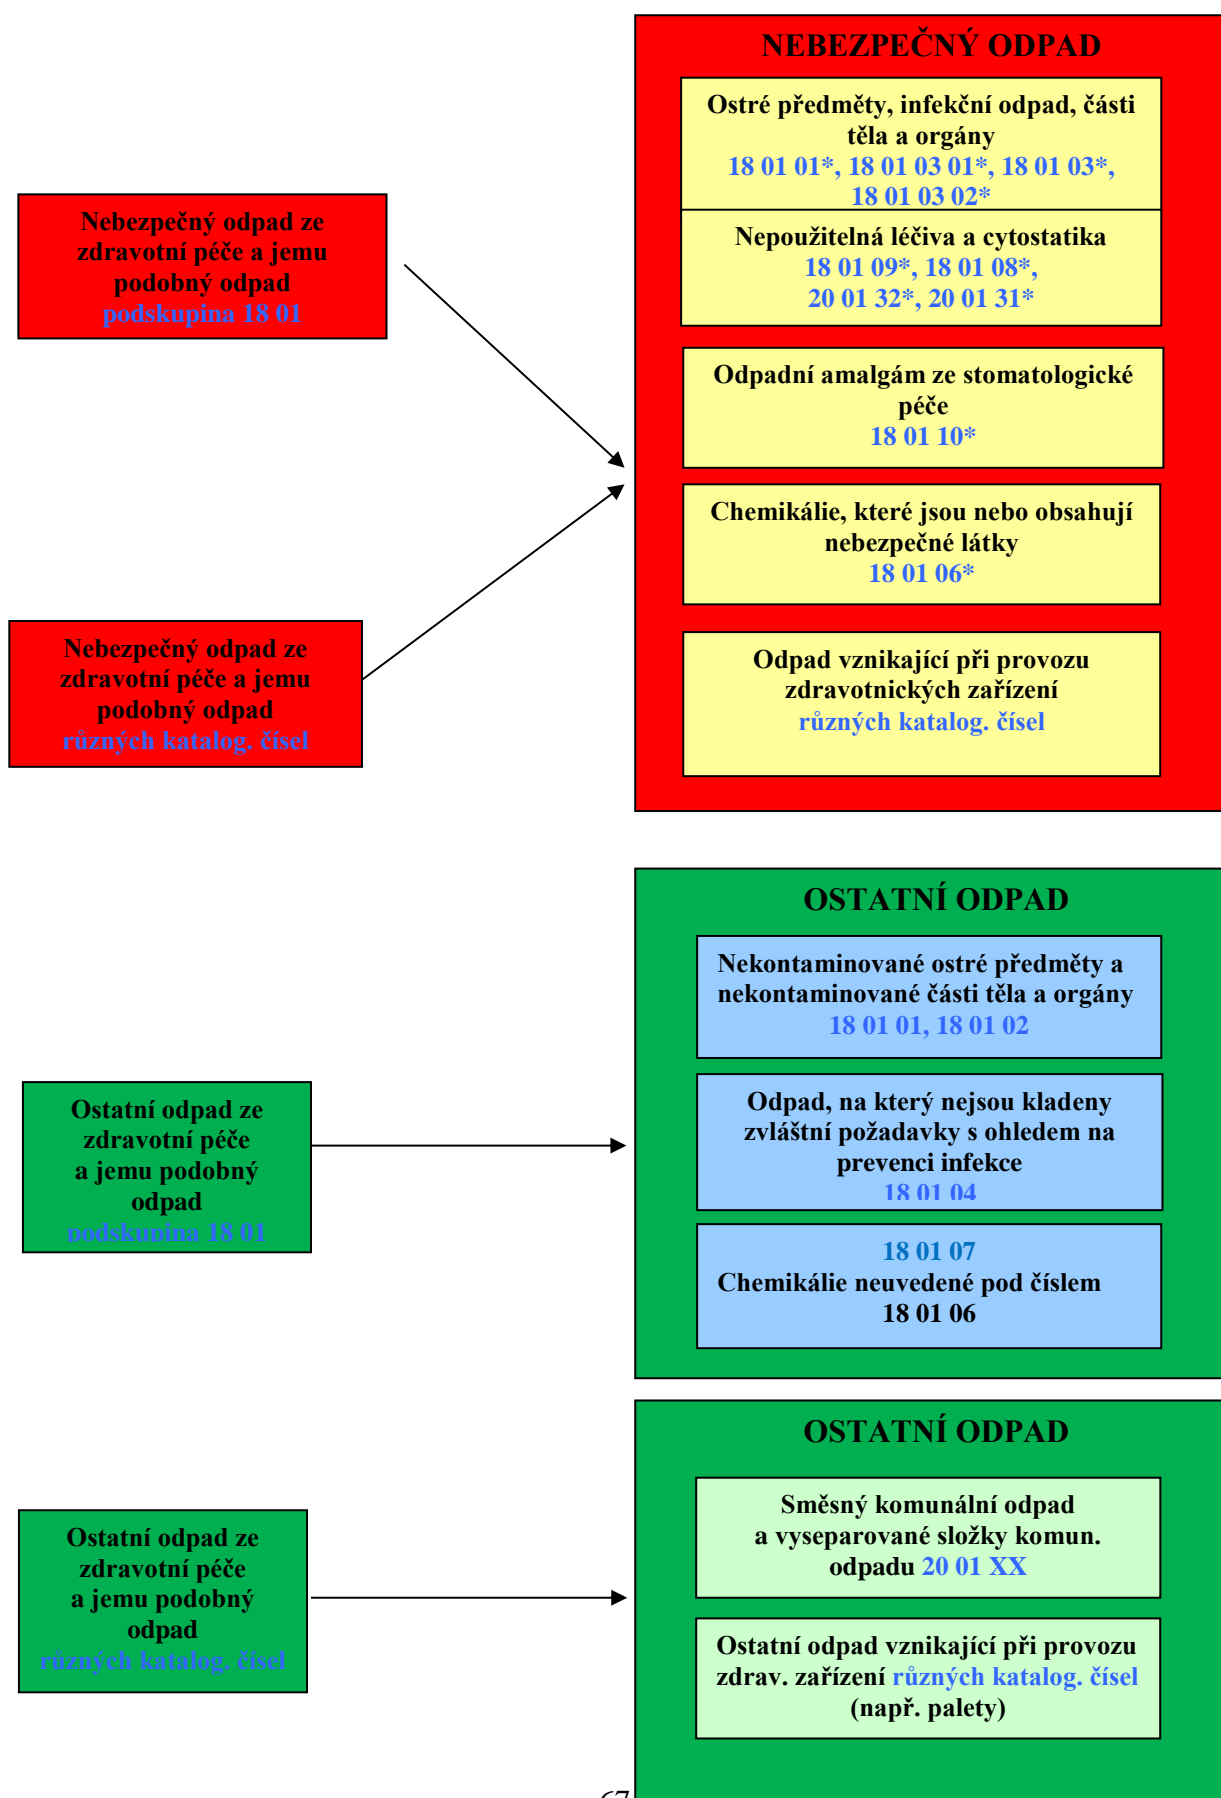 NEBEZPEČNÝ ODPAD
Ostré předměty, infekční odpad, části
těla a orgány
18 01 01*, 18 01 03 01*, 18 01 03*,
18 01 03 02*
Nepoužitelná léčiva a cytostatika
18 01 09*, 18 01 08*,
20 01 32*, 20 01 31*
Odpadní amalgám ze stomatologické
péče
18 01 10*
Chemikálie, které jsou nebo obsahují
nebezpečné látky
18 01 06*
Odpad vznikající při provozu
zdravotnických zařízení
různých katalog. čísel
Nebezpečný odpad ze
zdravotní péče a jemu
podobný odpad
podskupina 18 01
Nebezpečný odpad ze
zdravotní péče a jemu
podobný odpad
různých katalog. čísel
OSTATNÍ ODPAD
Nekontaminované ostré předměty a
nekontaminované části těla a orgány
18 01 01, 18 01 02
Odpad, na který nejsou kladeny
zvláštní požadavky s ohledem na
prevenci infekce
18 01 04
18 01 07
Chemikálie neuvedené pod číslem
18 01 06
Ostatní odpad ze
zdravotní péče
a jemu podobný
odpad
podskupina 18 01
OSTATNÍ ODPAD
Směsný komunální odpad
a vyseparované složky komun.
odpadu 20 01 XX
Ostatní odpad vznikající při provozu
zdrav. zařízení různých katalog. čísel
(např. palety)
Ostatní odpad ze
zdravotní péče
a jemu podobný
odpad
různých katalog. čísel
67